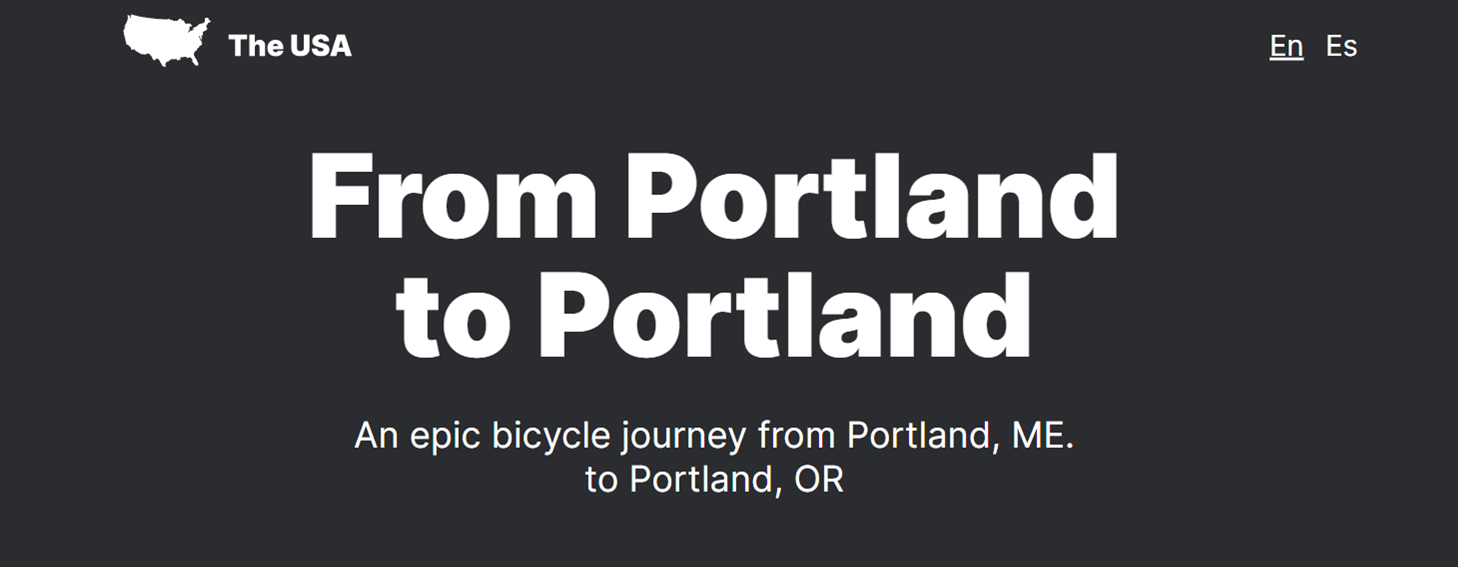 The USA
En Es
From Portland
to Portland
An epic bicycle journey from Portland, ME.
to Portland, OR